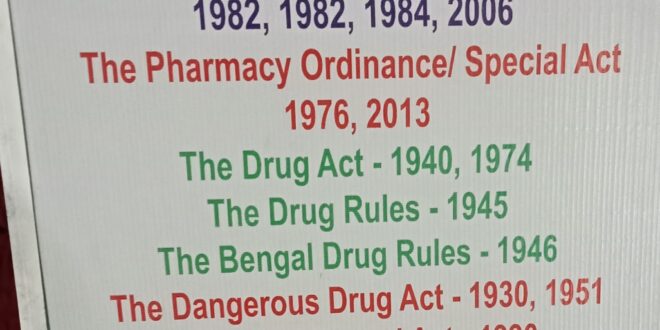 1982, 1982, 1984, 2006
The Pharmacy Ordinance/ Special Act
1976, 2013
The Drug Act - 1940, 1974
The Drug Rules - 1945
The Bengal Drug Rules - 1946
The Dangerous Drug Act - 1930, 1951